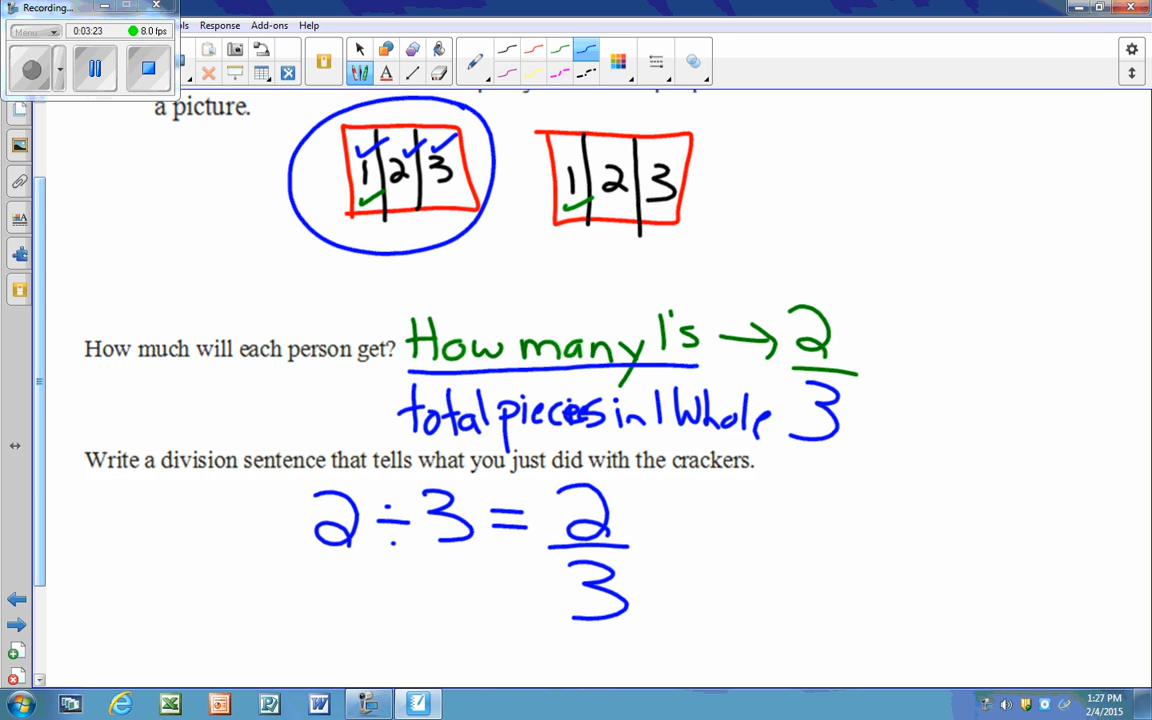 Recording...
Menu
0:03:23
8.0 fps
ols Response Add-ons Help
a picture.
1 2 3
1 2 3
How much will each person get? How many 1's → 2
total pieces in 1 Whole 3
Write a division sentence that tells what you just did with the crackers.
2 ÷ 3 = 2
3
1:27 PM
2/4/2015